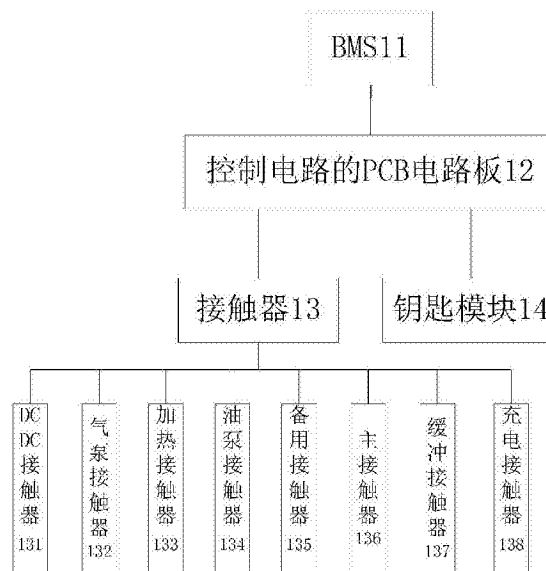 BMS11
控制电路的PCB电路板12
接触器13
钥匙模块14
DCDC接触器131
气泵接触器132
加热接触器133
油泵接触器134
备用接触器135
主接触器136
缓冲接触器137
充电接触器138